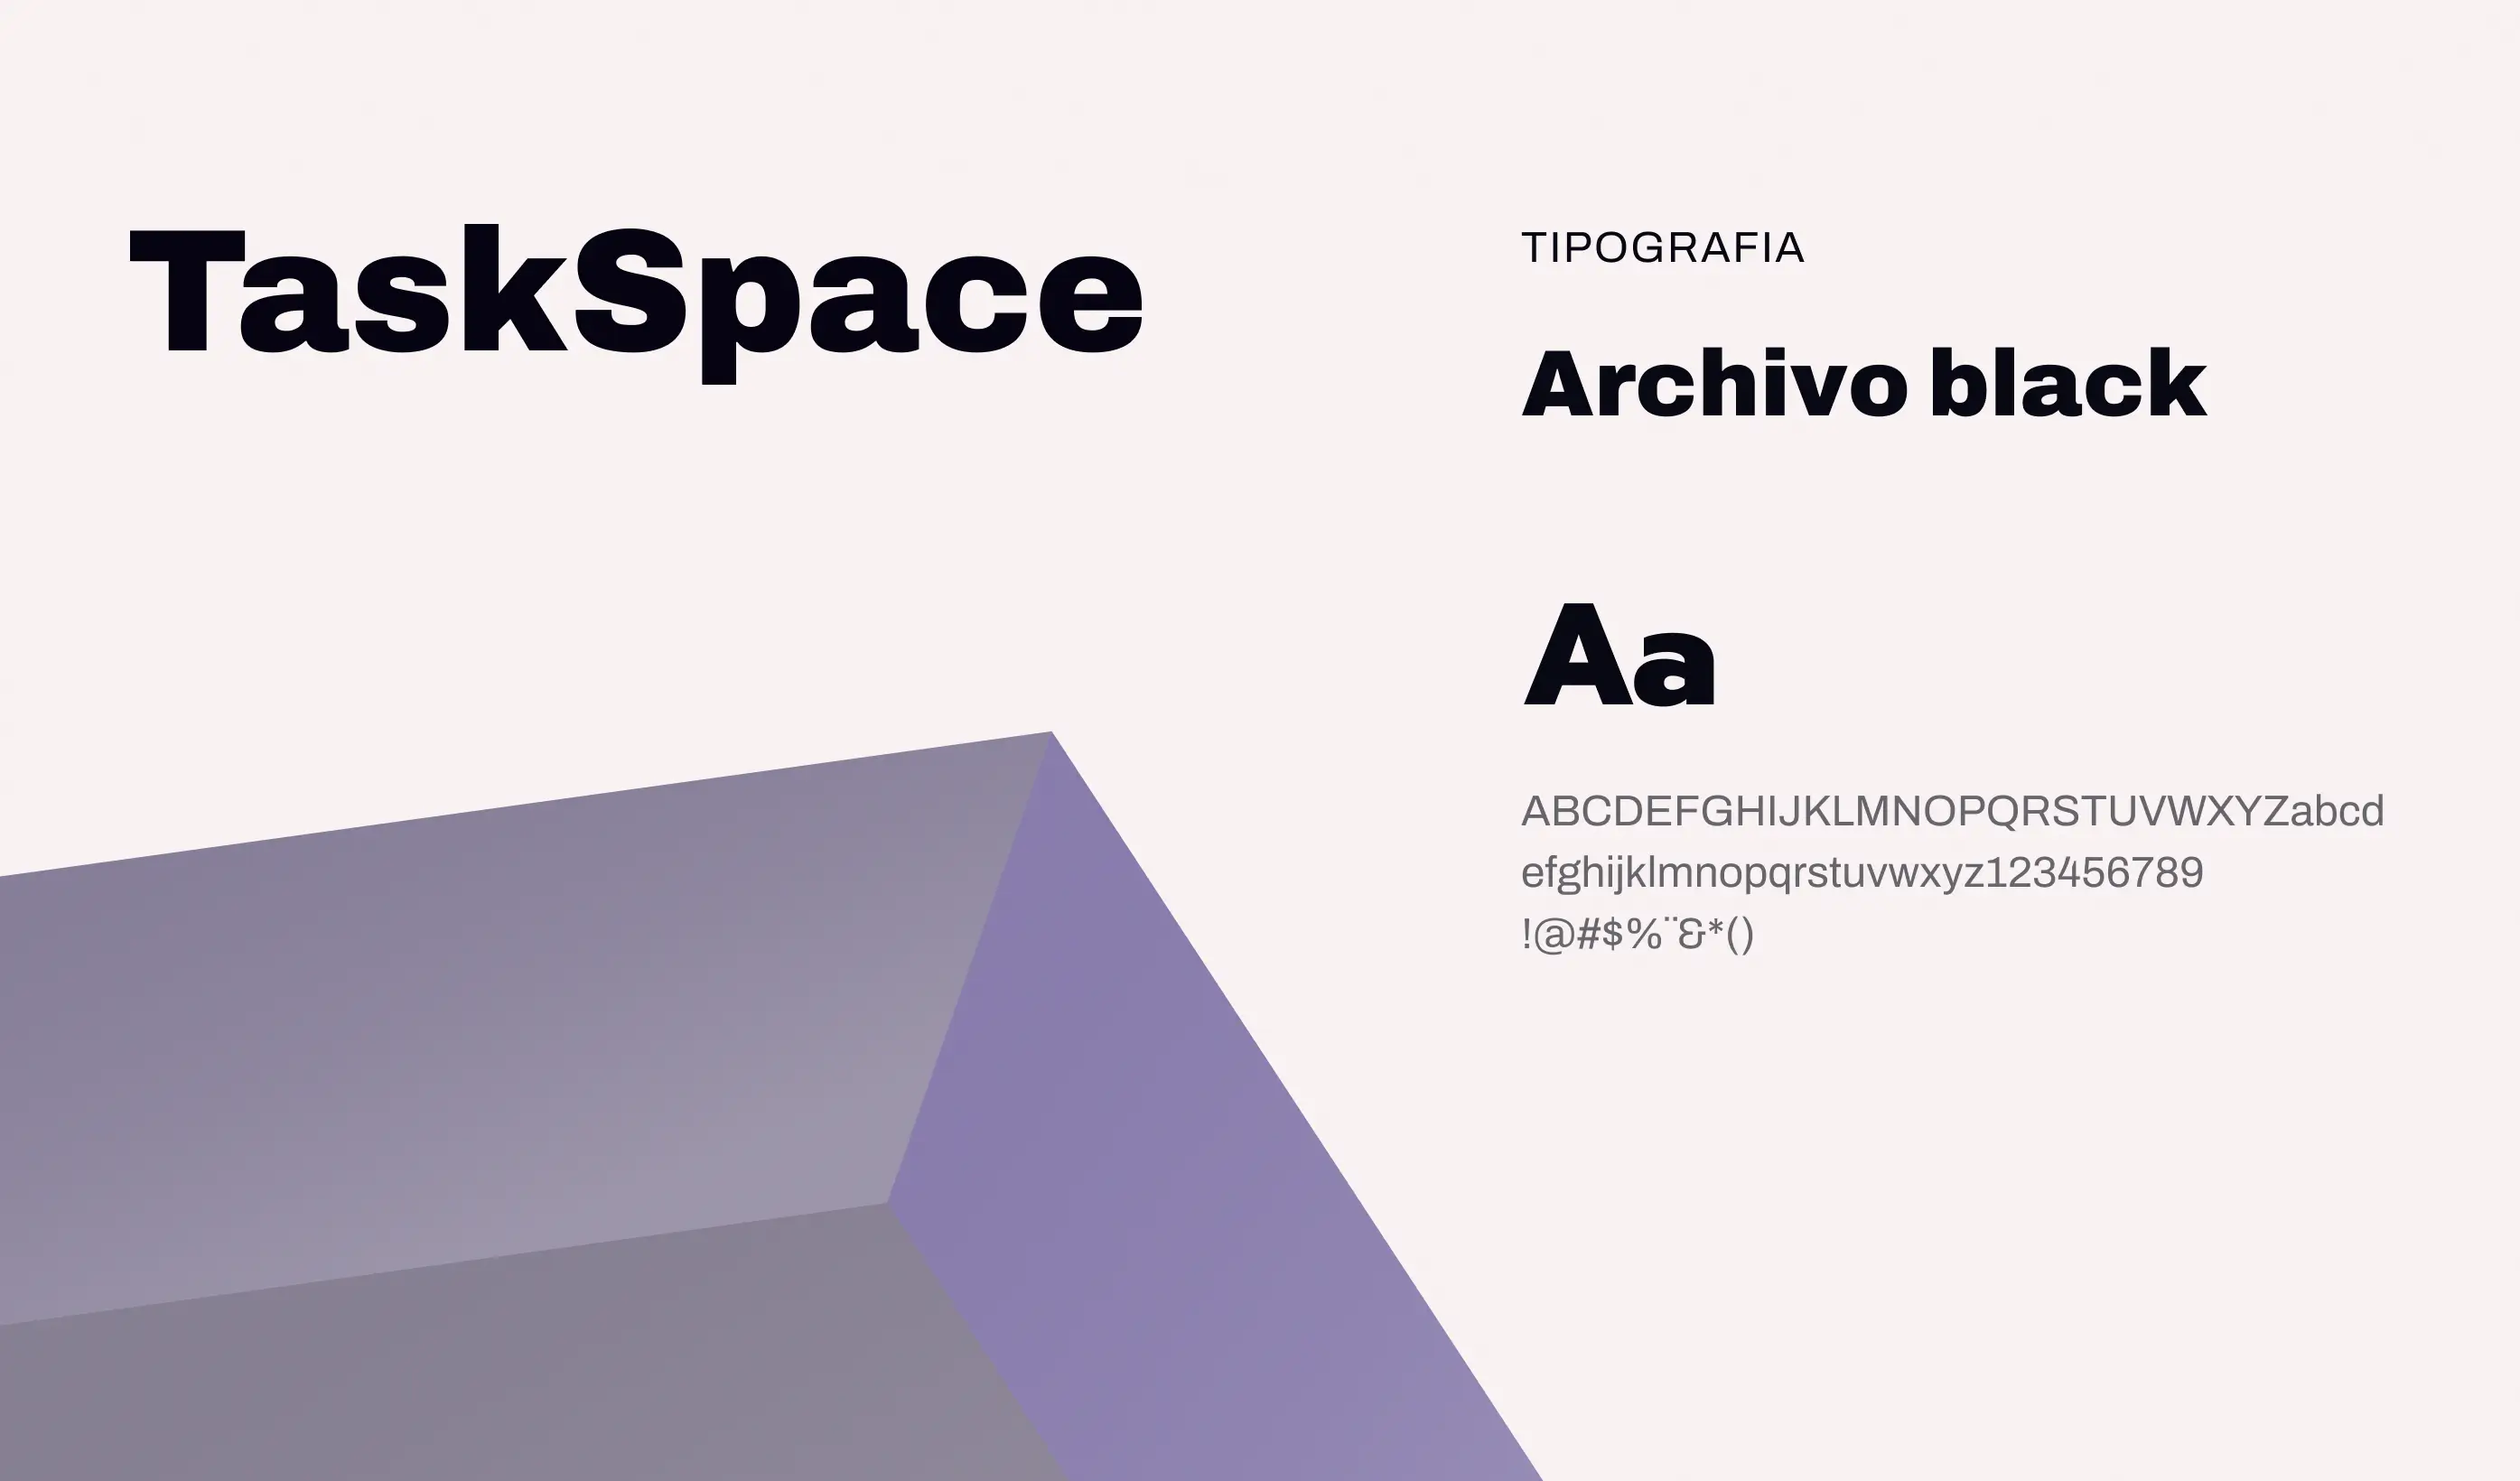 TaskSpace
TIPOGRAFIA
Archivo black
Aa
ABCDEFGHIJKLMNOPQRSTUVWXYZabcd
efghijklmnopqrstuvwxyz123456789
!@#$%¨&*()